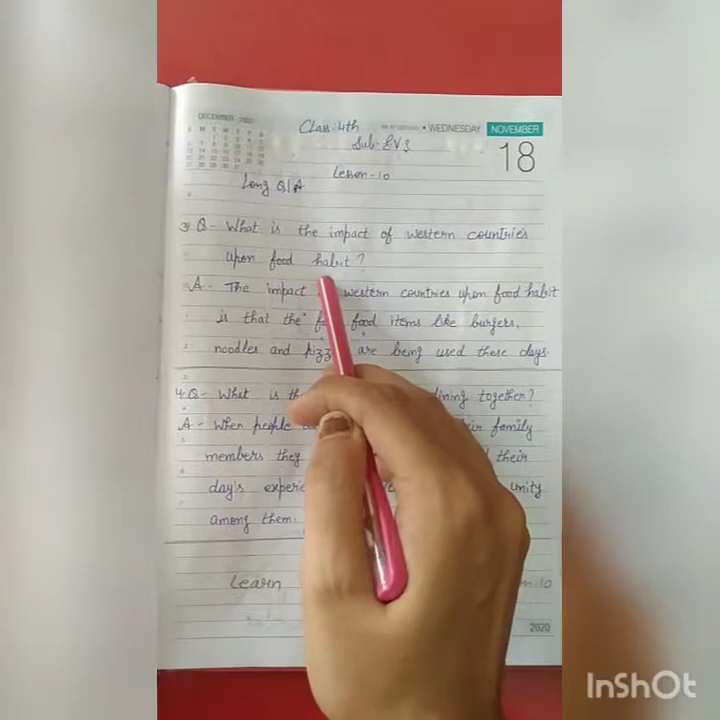 DECEMBER 2020
WEDNESDAY NOVEMBER
18
Class-4th
Sub-EVS
Lesson-10
Long Q/A
3 Q- What is the impact of western countries
upon food habit?
A- The impact western countries upon food habit
is that the food items like burgers,
noodles and are being used these days.
4 Q- What is dining together?
A- When people family
members they their
day's unity
among them.
Learn
2020
InShOt